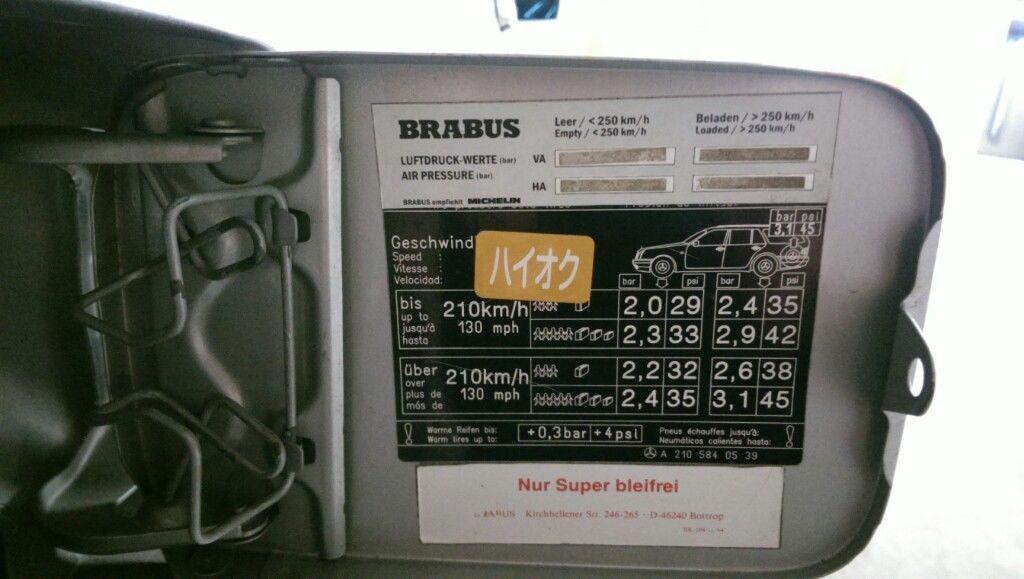 BRABUS
Leer / < 250 km/h
Empty / < 250 km/h
Beladen / > 250 km/h
Loaded / > 250 km/h
LUFTDRUCK-WERTE (bar)
AIR PRESSURE (bar)
VA
HA
BRABUS empfiehlt MICHELIN
bar psi
3,1 45
Geschwind
Speed :
Vitesse :
Velocidad:
ハイオク
bar psi bar psi
bis
up to
jusqu'à
hasta
210km/h
130 mph
2,0 29 2,4 35
2,3 33 2,9 42
über
over
plus de
más de
210km/h
130 mph
2,2 32 2,6 38
2,4 35 3,1 45
! Warme Reifen bis:
Warm tires up to:
+0,3bar +4psi
Pneus échauffes jusqu'à:
Neumáticos calientes hasta: !
A 210 584 05 39
Nur Super bleifrei
Kirchhellener Str. 246-265 · D-46240 Bottrop